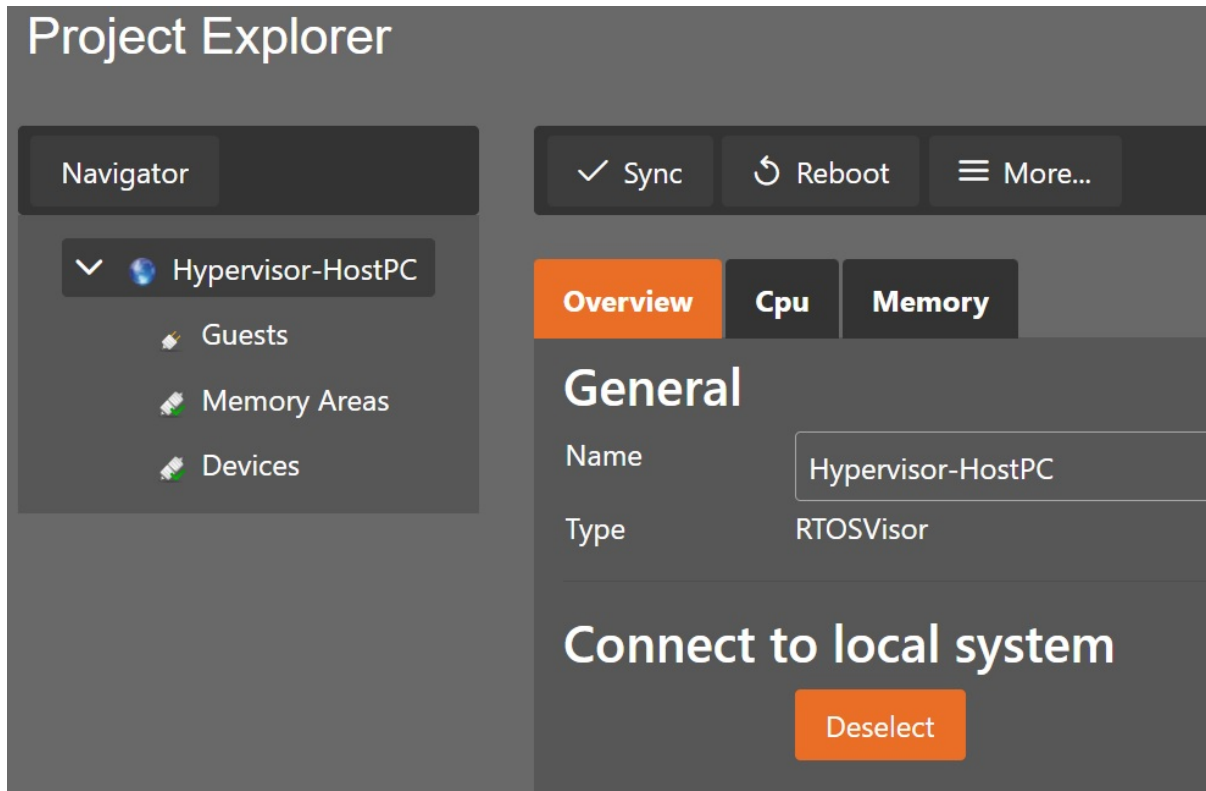 Project Explorer
Navigator
Hypervisor-HostPC
Guests
Memory Areas
Devices
Sync Reboot More...
Overview Cpu Memory
General
Name Hypervisor-HostPC
Type RTOSVisor
Connect to local system
Deselect